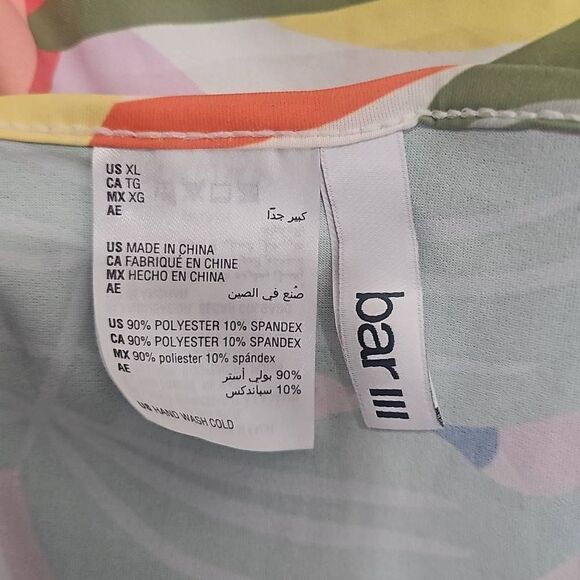 US XL
CA TG
MX XG
AE كبير جدًا
US MADE IN CHINA
CA FABRIQUÉ EN CHINE
MX HECHO EN CHINA
AE صُنع في الصين
US 90% POLYESTER 10% SPANDEX
CA 90% POLYESTER 10% SPANDEX
MX 90% poliester 10% spándex
AE 90% بولي أستر
10% سباندكس
US HAND WASH COLD
bar III